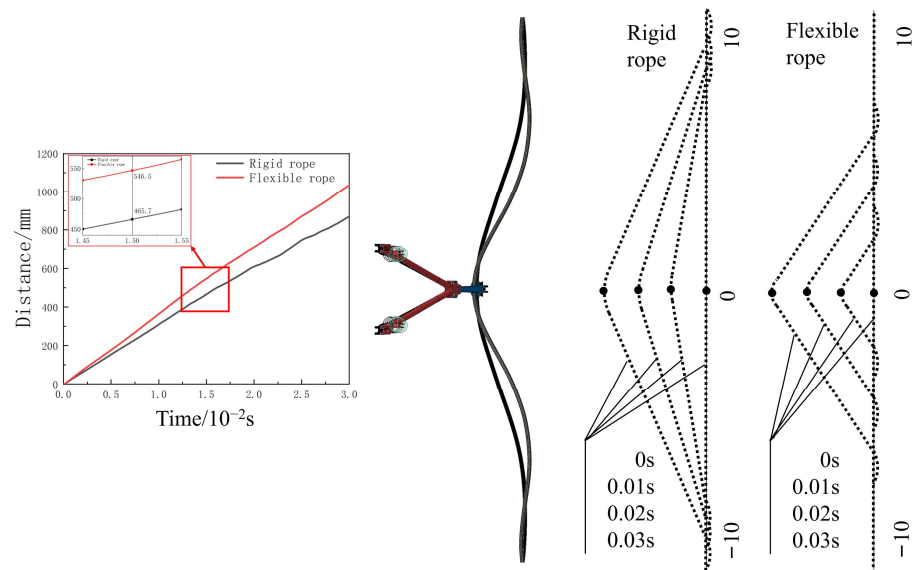 1200
1000
800
600
400
200
0
Distance/mm
0.0
0.5
1.0
1.5
2.0
2.5
3.0
Time/10⁻²s
Rigid rope
Flexible rope
Rigid rope
Flexible rope
550
500
450
546.5
465.7
1.45
1.50
1.55
Rigid
rope
10
0
-10
0s
0.01s
0.02s
0.03s
Flexible
rope
10
0
-10
0s
0.01s
0.02s
0.03s